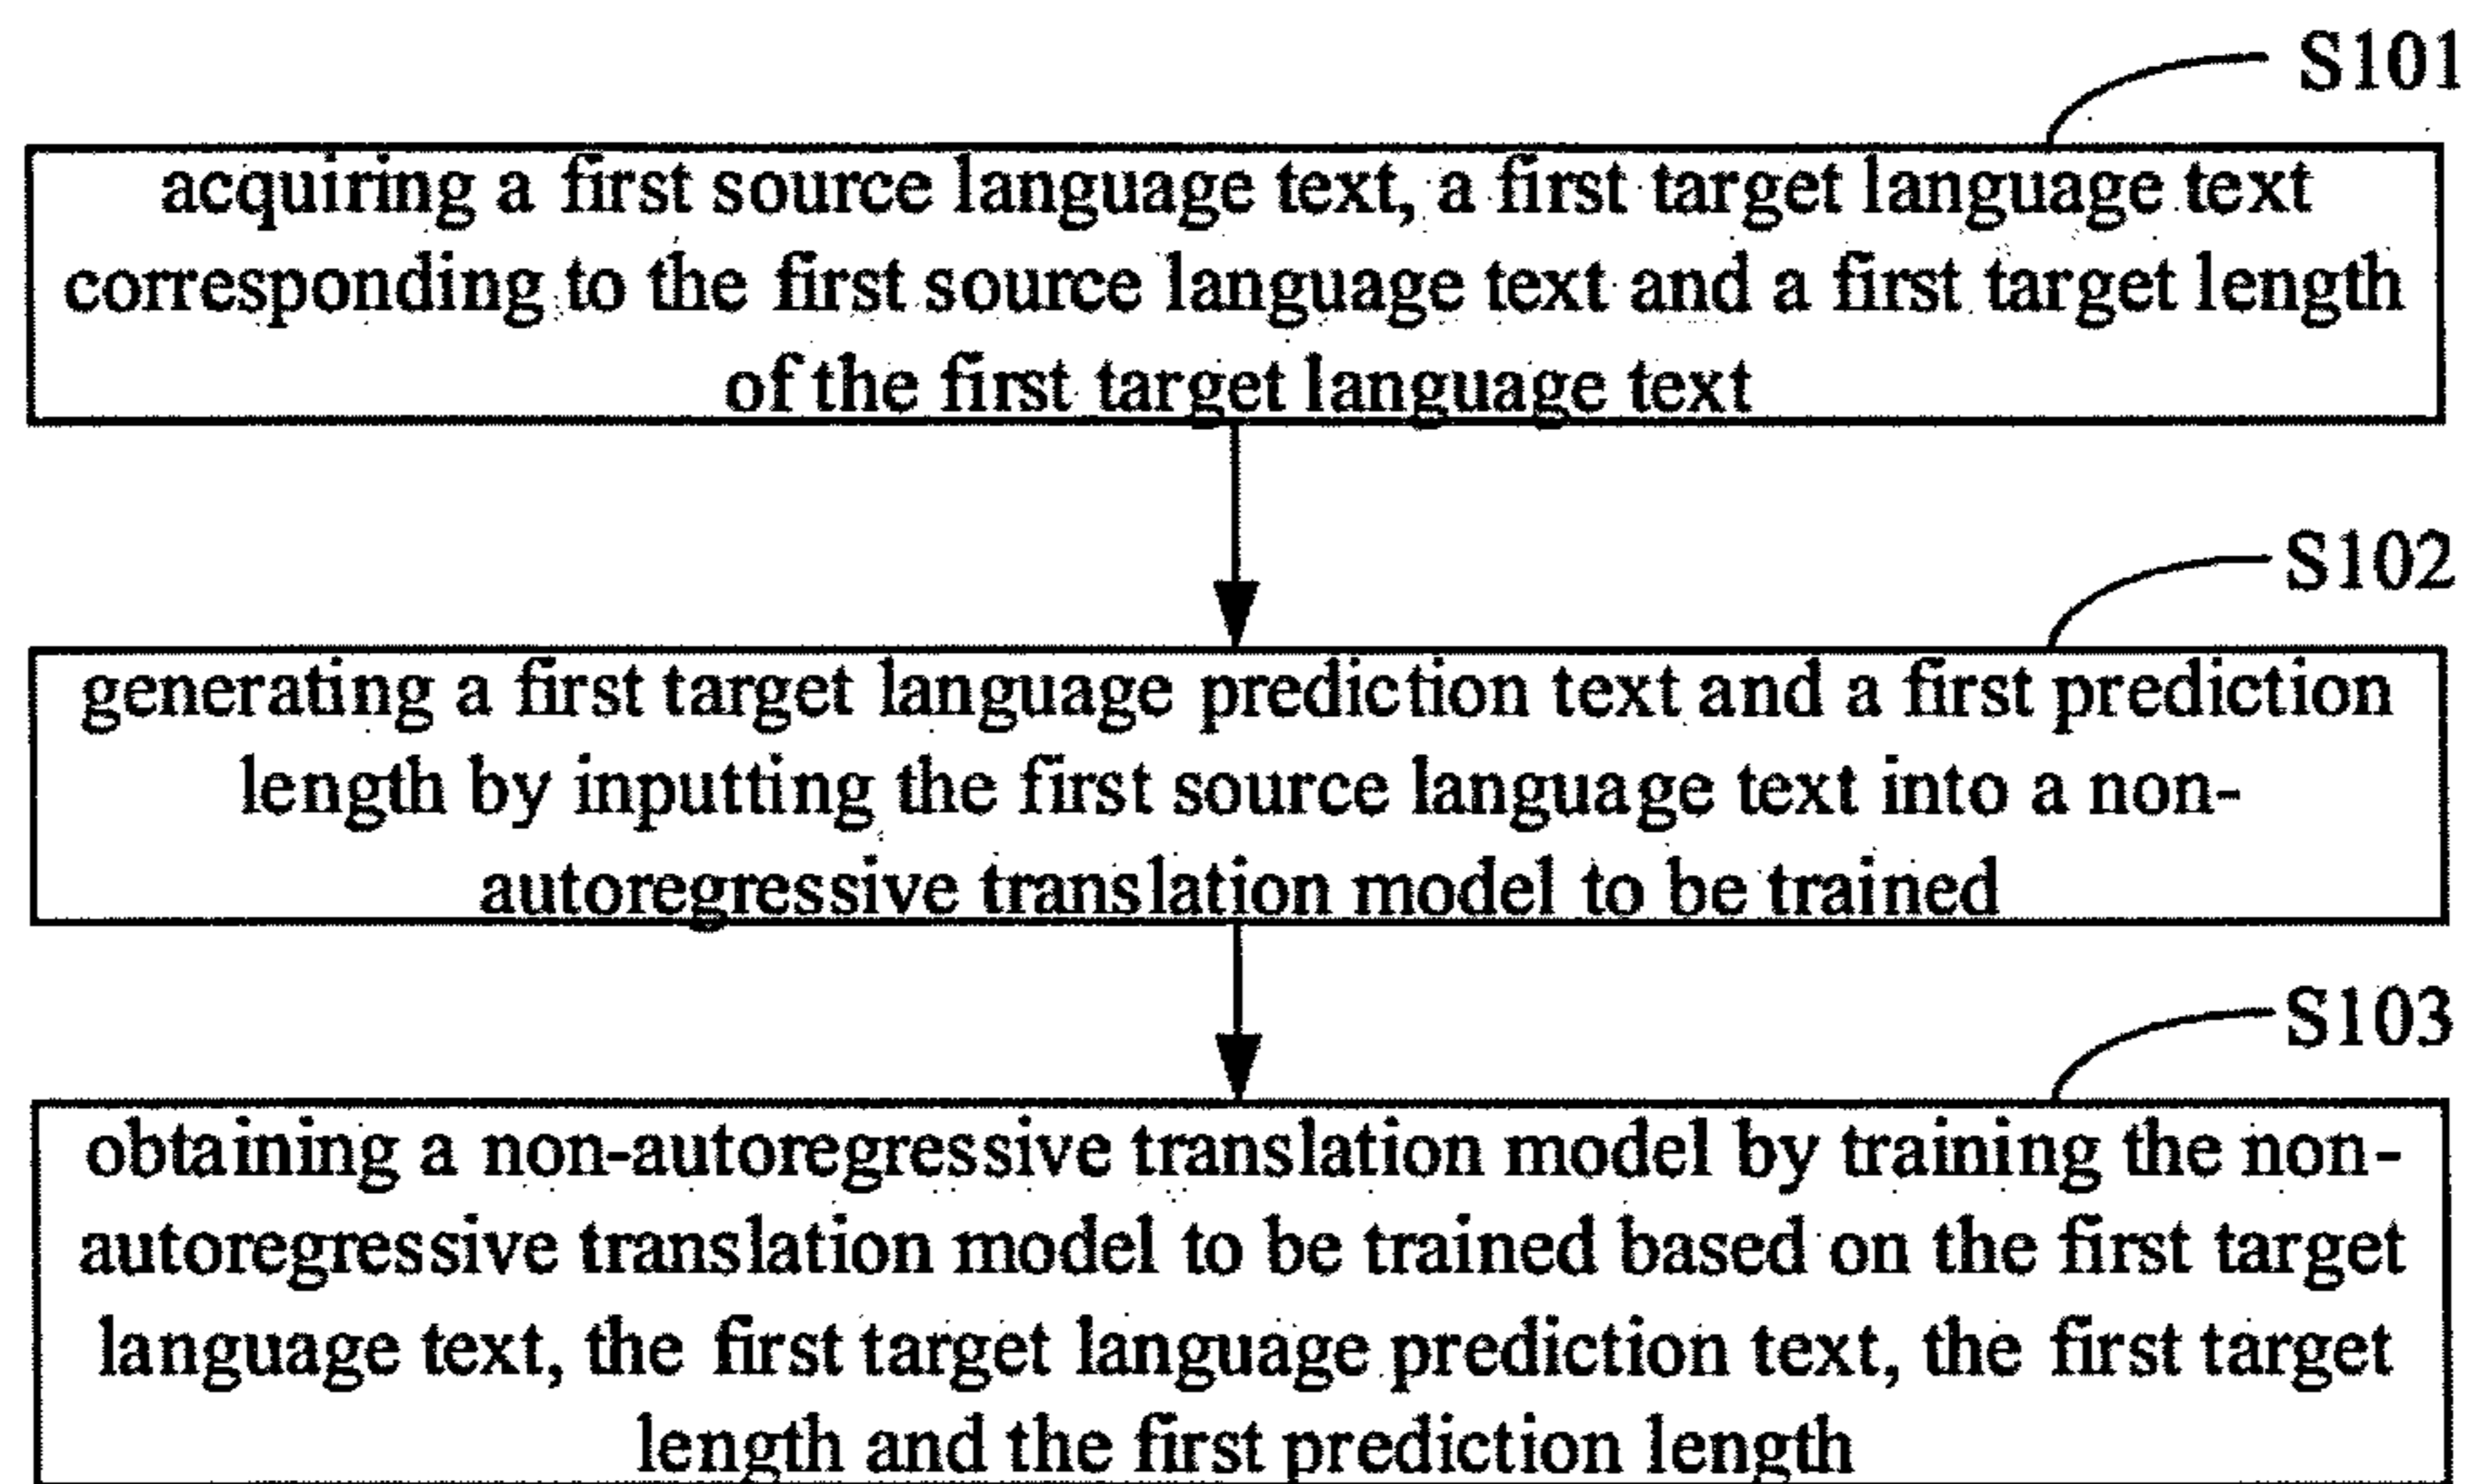 S101
acquiring a first source language text, a first target language text
corresponding to the first source language text and a first target length
of the first target language text
S102
generating a first target language prediction text and a first prediction
length by inputting the first source language text into a non-
autoregressive translation model to be trained
S103
obtaining a non-autoregressive translation model by training the non-
autoregressive translation model to be trained based on the first target
language text, the first target language prediction text, the first target
length and the first prediction length